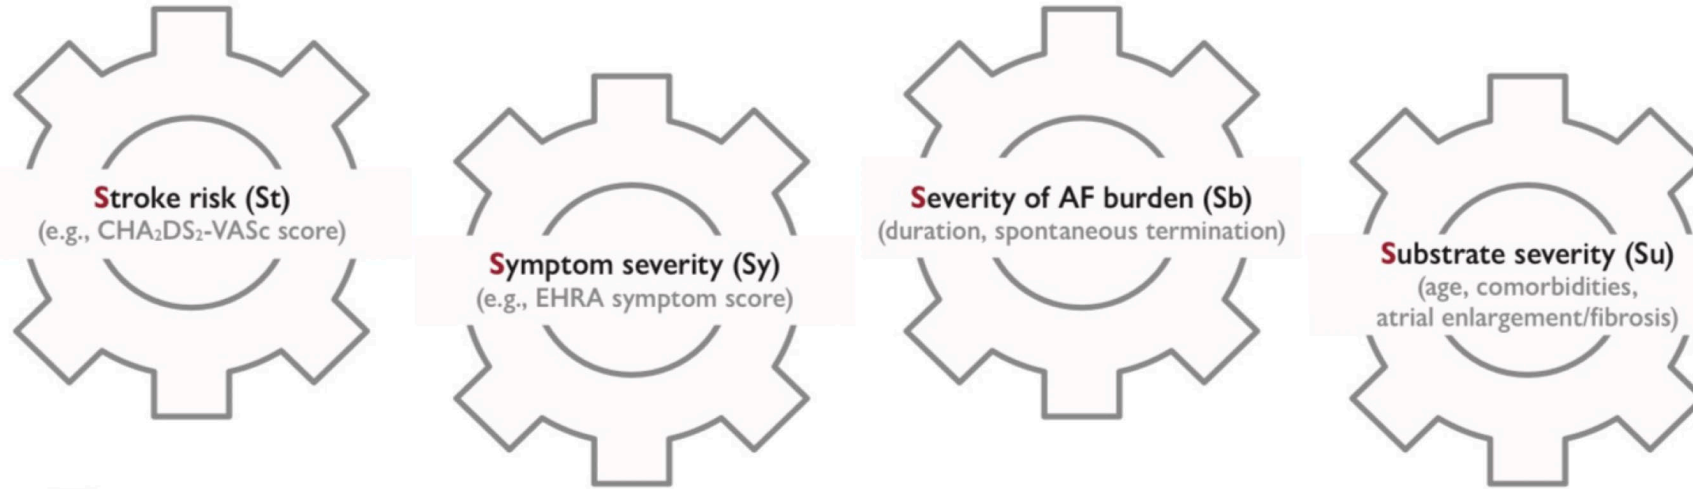 Stroke risk (St)
(e.g., CHA₂DS₂-VASc score)
Symptom severity (Sy)
(e.g., EHRA symptom score)
Severity of AF burden (Sb)
(duration, spontaneous termination)
Substrate severity (Su)
(age, comorbidities,
atrial enlargement/fibrosis)